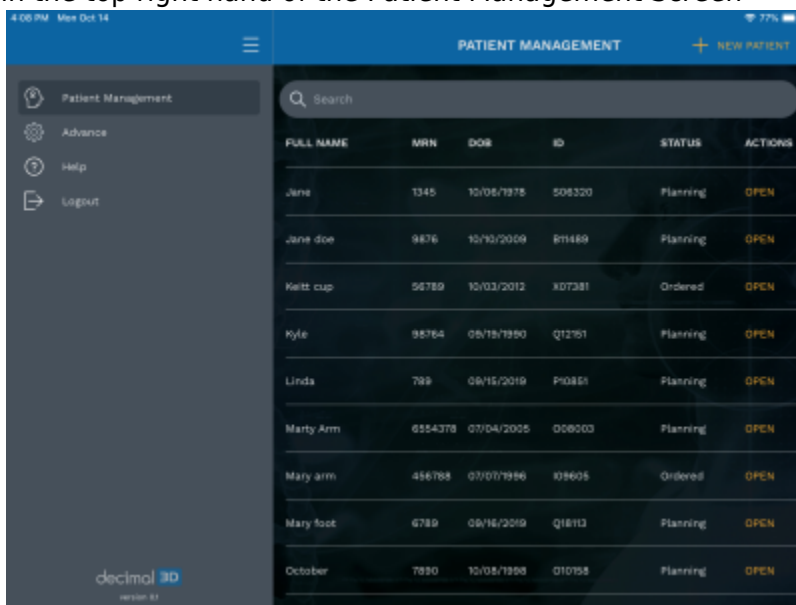 in the top right hand of the Patient Management Screen
4:08 PM Mon Oct 14 77%
PATIENT MANAGEMENT + NEW PATIENT
Patient Management
Advance
Help
Logout
Search
FULL NAME MRN DOB ID STATUS ACTIONS
Jane 1345 10/06/1978 S06320 Planning OPEN
Jane doe 9876 10/10/2009 B11489 Planning OPEN
Keitt cup 56789 10/03/2012 X07381 Ordered OPEN
Kyle 98764 09/19/1990 Q12161 Planning OPEN
Linda 789 09/15/2019 P10851 Planning OPEN
Marty Arm 6554378 07/04/2005 O08003 Planning OPEN
Mary arm 456788 07/07/1996 I09605 Ordered OPEN
Mary foot 6789 09/16/2019 Q18113 Planning OPEN
October 7890 10/08/1998 O10158 Planning OPEN
decimal 3D
version